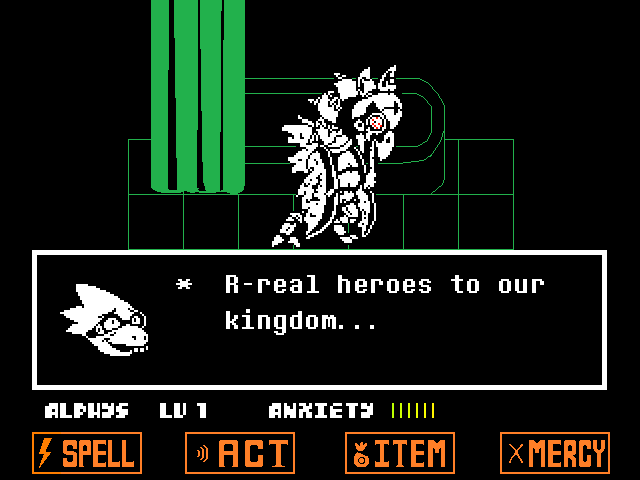 * R-real heroes to our
kingdom...
ALPHYS LV 1 ANXIETY
SPELL ACT ITEM MERCY